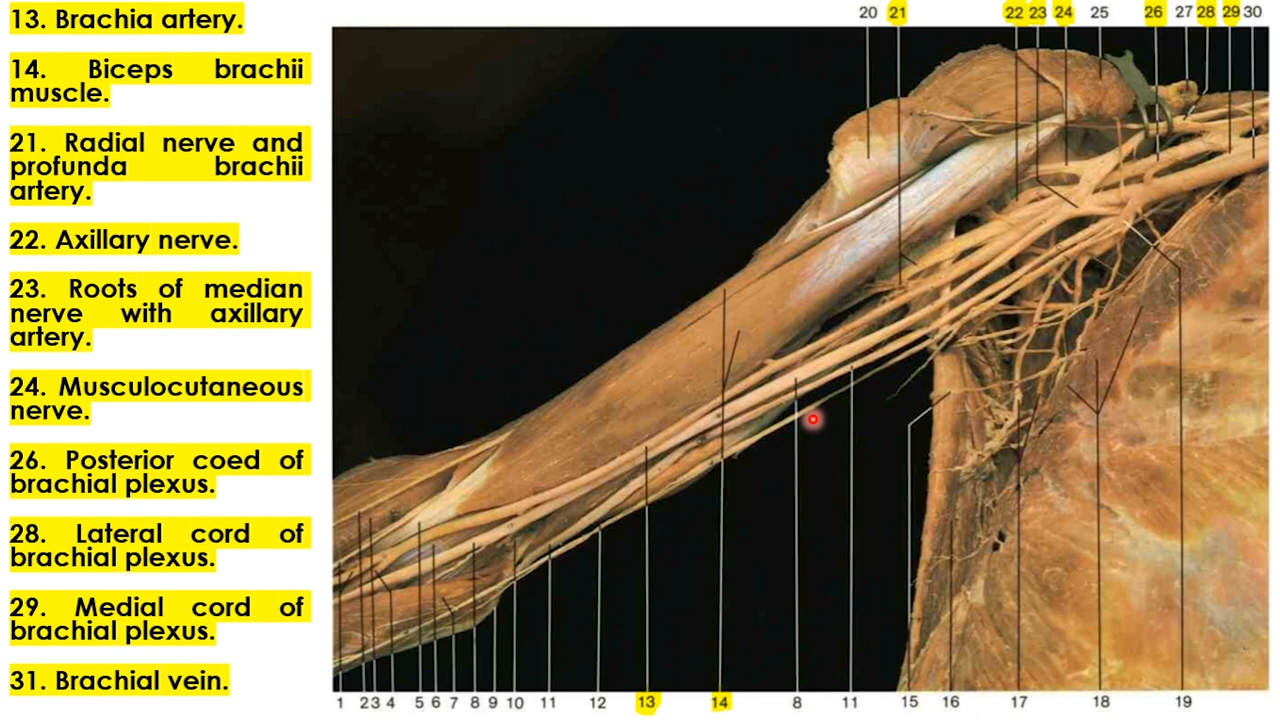 13. Brachia artery.
14. Biceps brachii
muscle.
21. Radial nerve and
profunda brachii
artery.
22. Axillary nerve.
23. Roots of median
nerve with axillary
artery.
24. Musculocutaneous
nerve.
26. Posterior coed of
brachial plexus.
28. Lateral cord of
brachial plexus.
29. Medial cord of
brachial plexus.
31. Brachial vein.
20 21 22 23 24 25 26 27 28 29 30
1 2 3 4 5 6 7 8 9 10 11 12 13 14 8 11 15 16 17 18 19